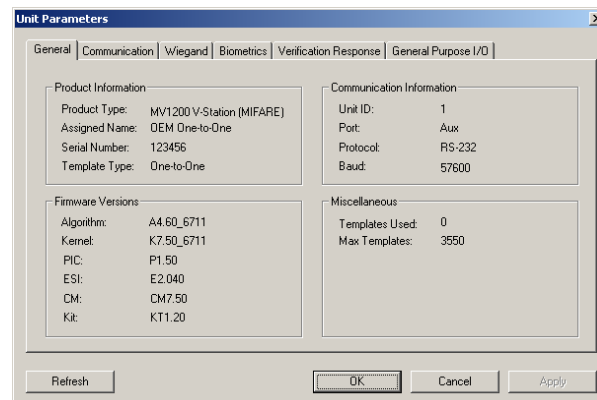 Unit Parameters
General Communication Wiegand Biometrics Verification Response General Purpose I/O
Product Information
Product Type: MV1200 V-Station (MIFARE)
Assigned Name: OEM One-to-One
Serial Number: 123456
Template Type: One-to-One
Communication Information
Unit ID: 1
Port: Aux
Protocol: RS-232
Baud: 57600
Firmware Versions
Algorithm: A4.60_6711
Kernel: K7.50_6711
PIC: P1.50
ESI: E2.040
CM: CM7.50
Kit: KT1.20
Miscellaneous
Templates Used: 0
Max Templates: 3550
Refresh OK Cancel Apply